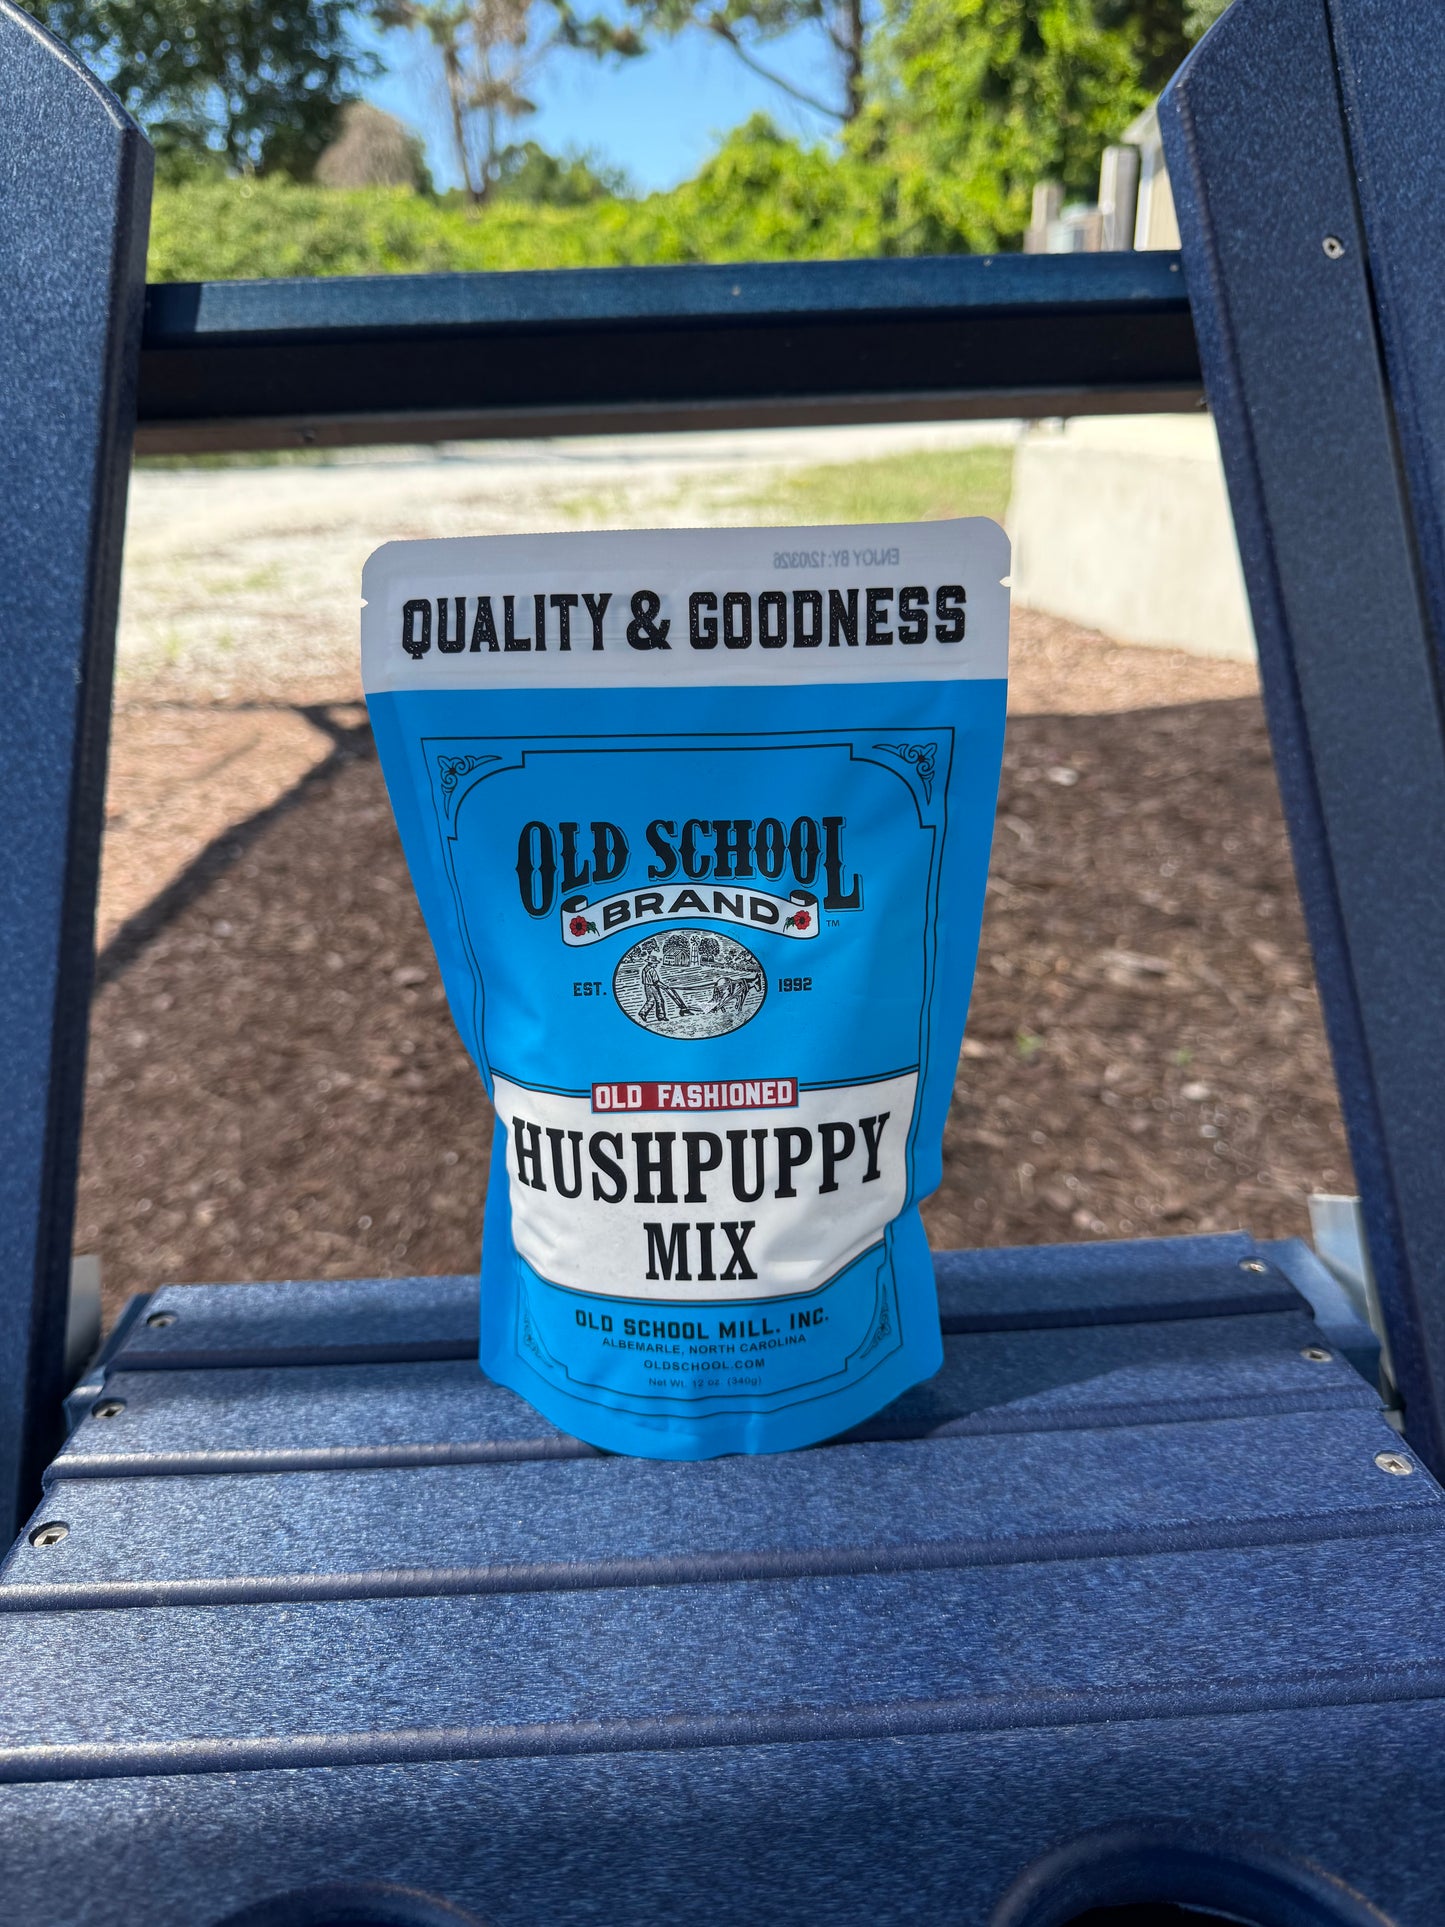 ENJOY BY:12/03/26
QUALITY & GOODNESS
OLD SCHOOL
BRAND
TM
EST. 1992
OLD FASHIONED
HUSHPUPPY
MIX
OLD SCHOOL MILL, INC.
ALBEMARLE, NORTH CAROLINA
OLDSCHOOL.COM
Net Wt. 12 oz. (340g)